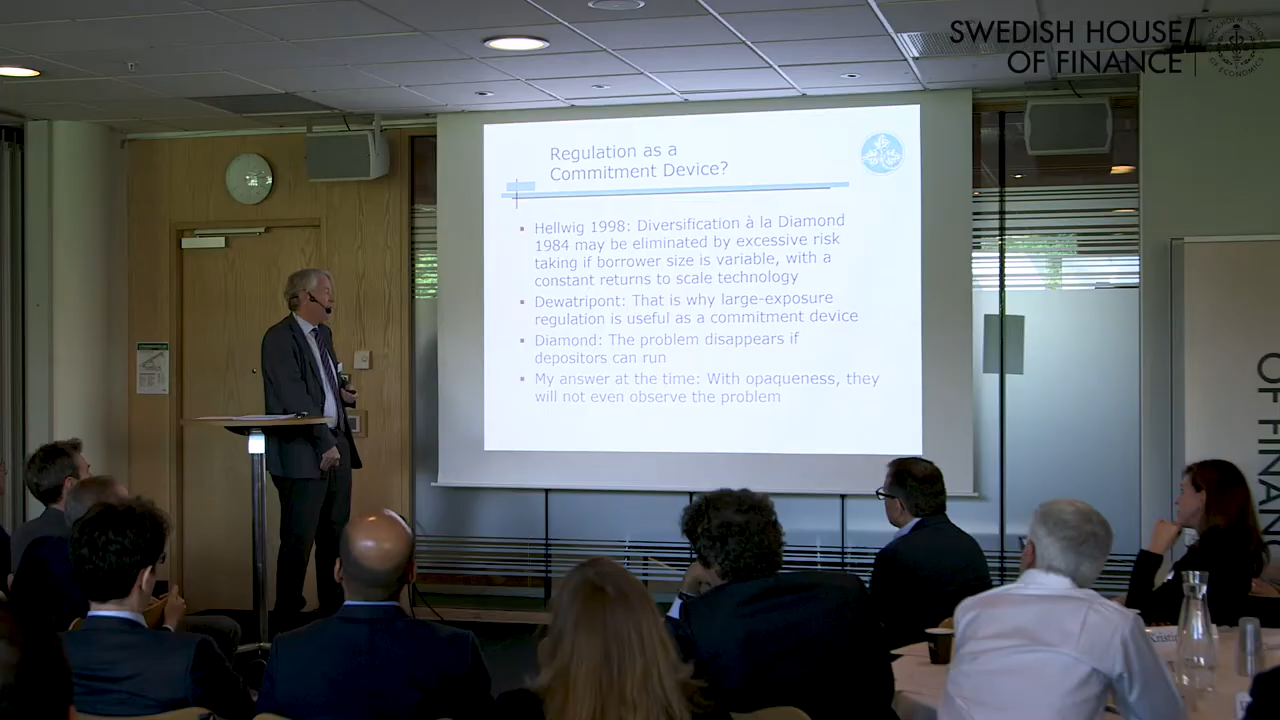 SWEDISH HOUSE
OF FINANCE
Regulation as a
Commitment Device?
▪ Hellwig 1998: Diversification à la Diamond
1984 may be eliminated by excessive risk
taking if borrower size is variable, with a
constant returns to scale technology
▪ Dewatripont: That is why large-exposure
regulation is useful as a commitment device
▪ Diamond: The problem disappears if
depositors can run
▪ My answer at the time: With opaqueness, they
will not even observe the problem
OF FINANC